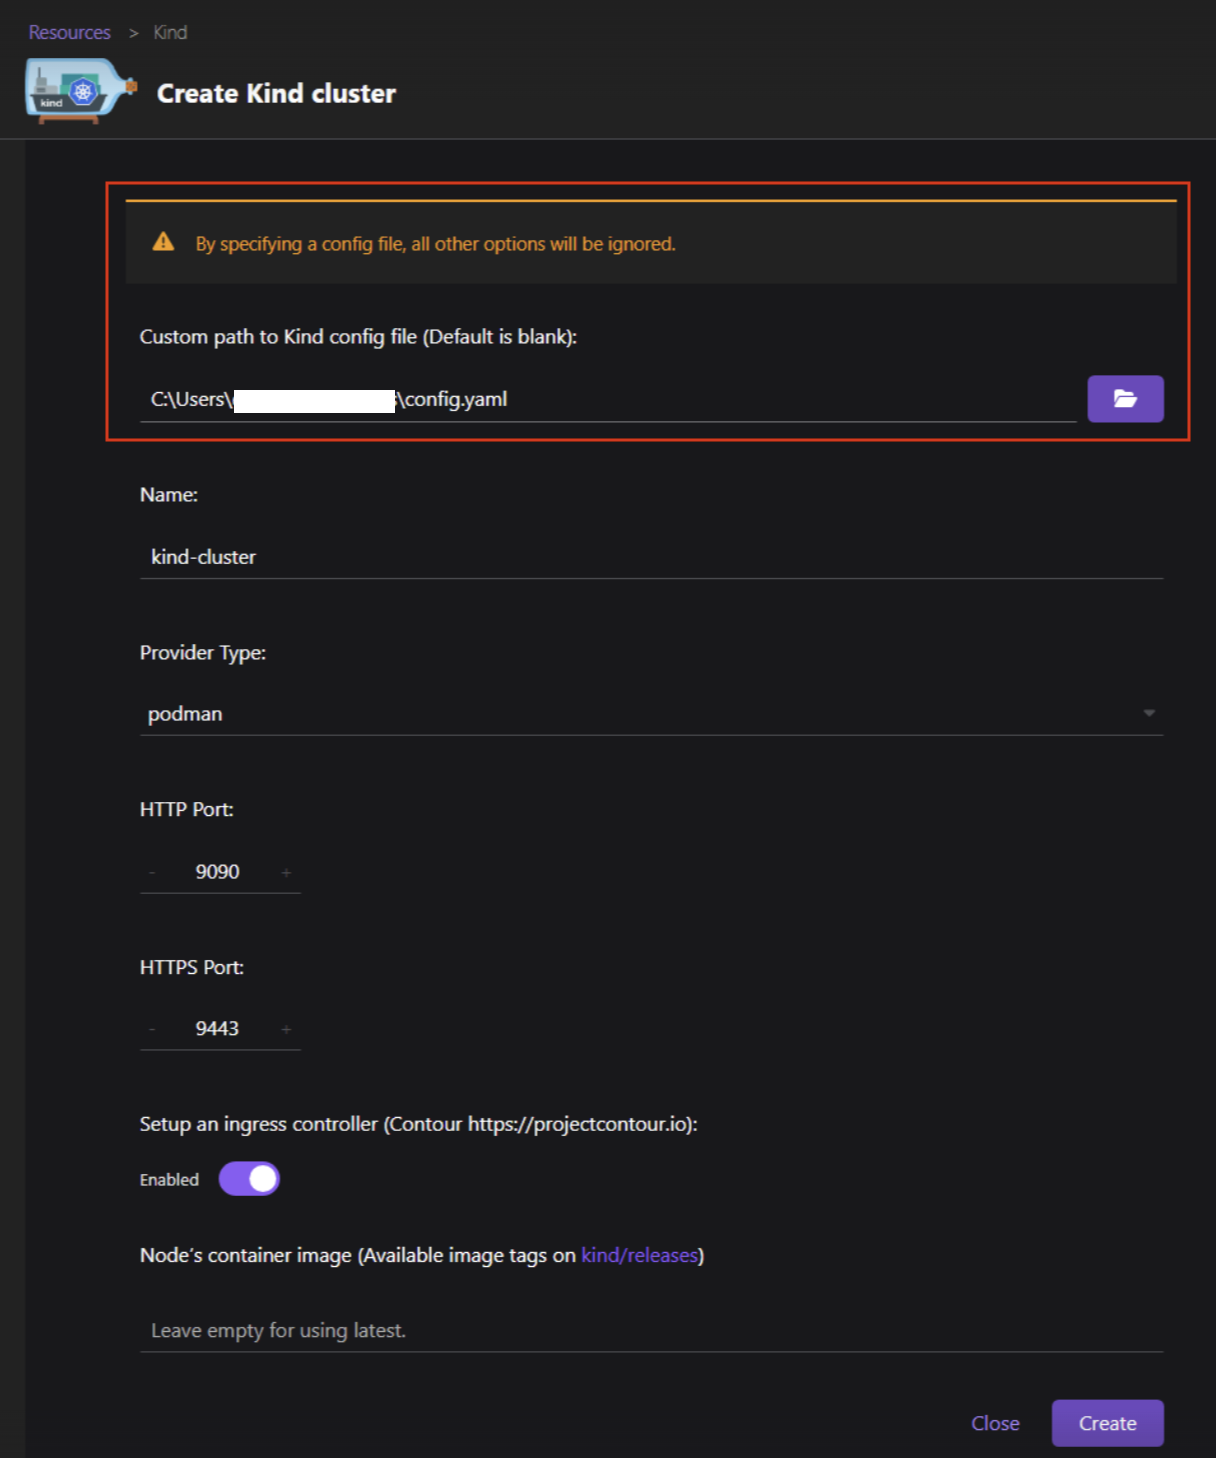 Resources > Kind
kind
Create Kind cluster
By specifying a config file, all other options will be ignored.
Custom path to Kind config file (Default is blank):
C:\Users\ \config.yaml
Name:
kind-cluster
Provider Type:
podman
HTTP Port:
- 9090 +
HTTPS Port:
- 9443 +
Setup an ingress controller (Contour https://projectcontour.io):
Enabled
Node's container image (Available image tags on kind/releases)
Leave empty for using latest.
Close Create